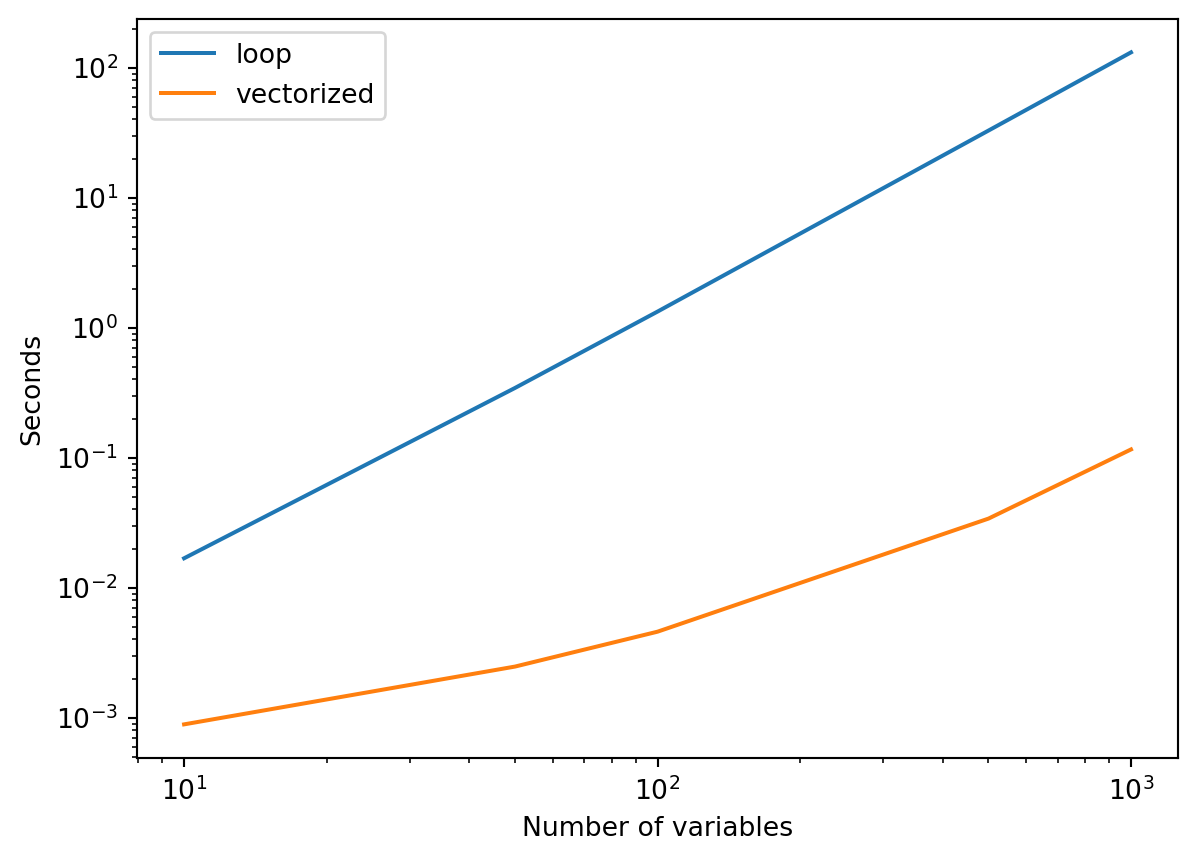 loop
vectorized
10²
10¹
10⁰
10⁻¹
10⁻²
10⁻³
Seconds
10¹ 10² 10³
Number of variables